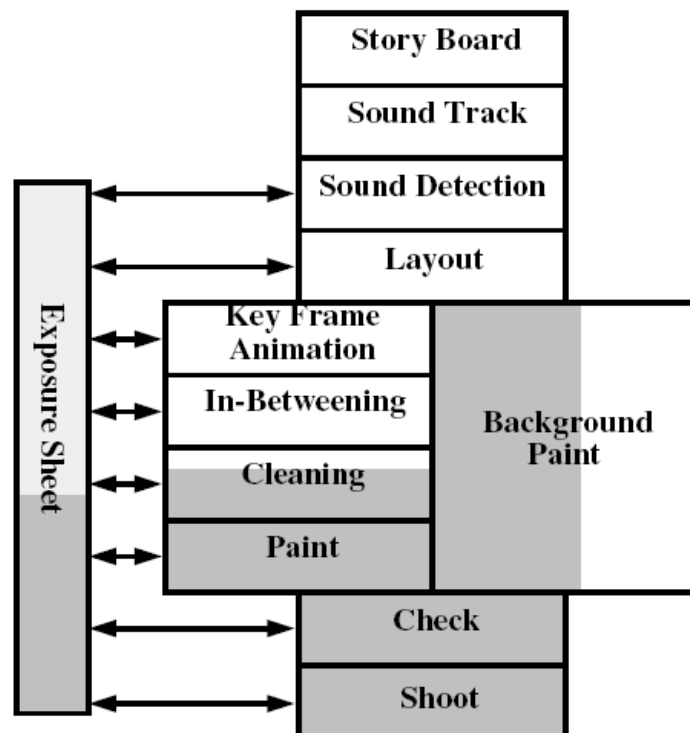 Story Board
Sound Track
Sound Detection
Layout
Exposure Sheet
Key Frame
Animation
In-Betweening
Cleaning
Paint
Background
Paint
Check
Shoot